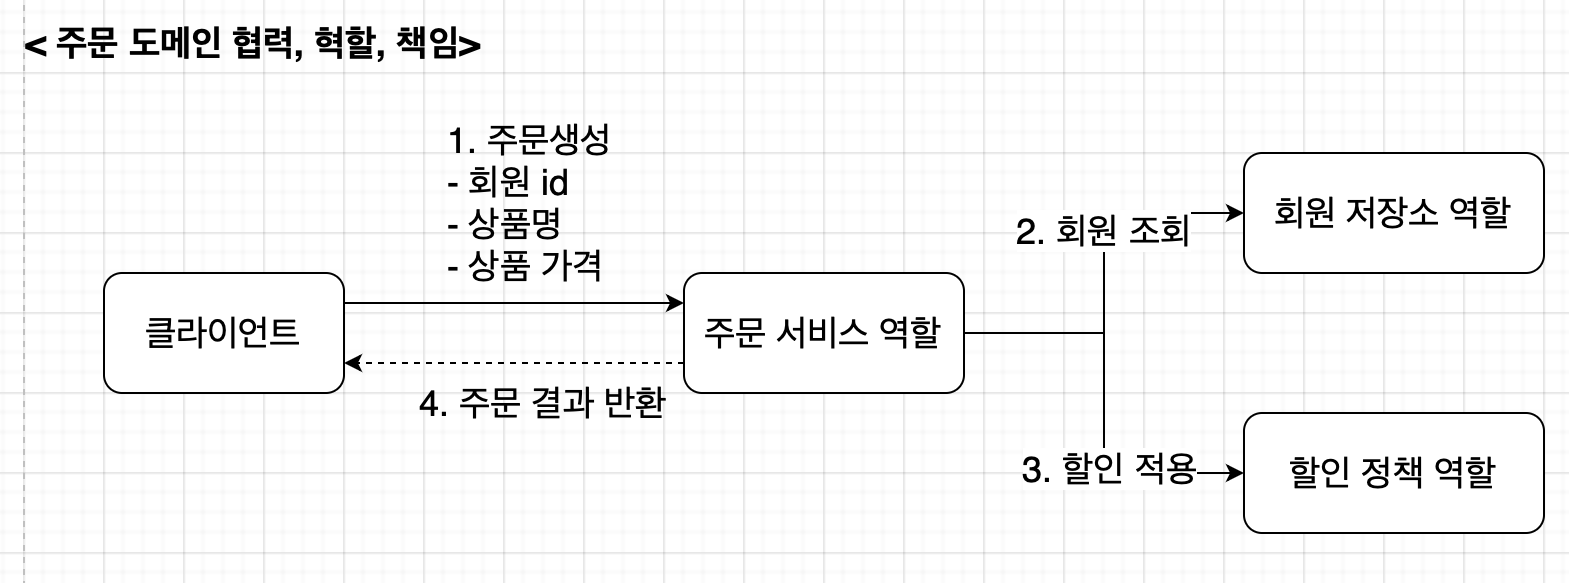 < 주문 도메인 협력, 혁할, 책임>
1. 주문생성
- 회원 id
- 상품명
- 상품 가격
클라이언트
주문 서비스 역할
4. 주문 결과 반환
2. 회원 조회
회원 저장소 역할
3. 할인 적용
할인 정책 역할